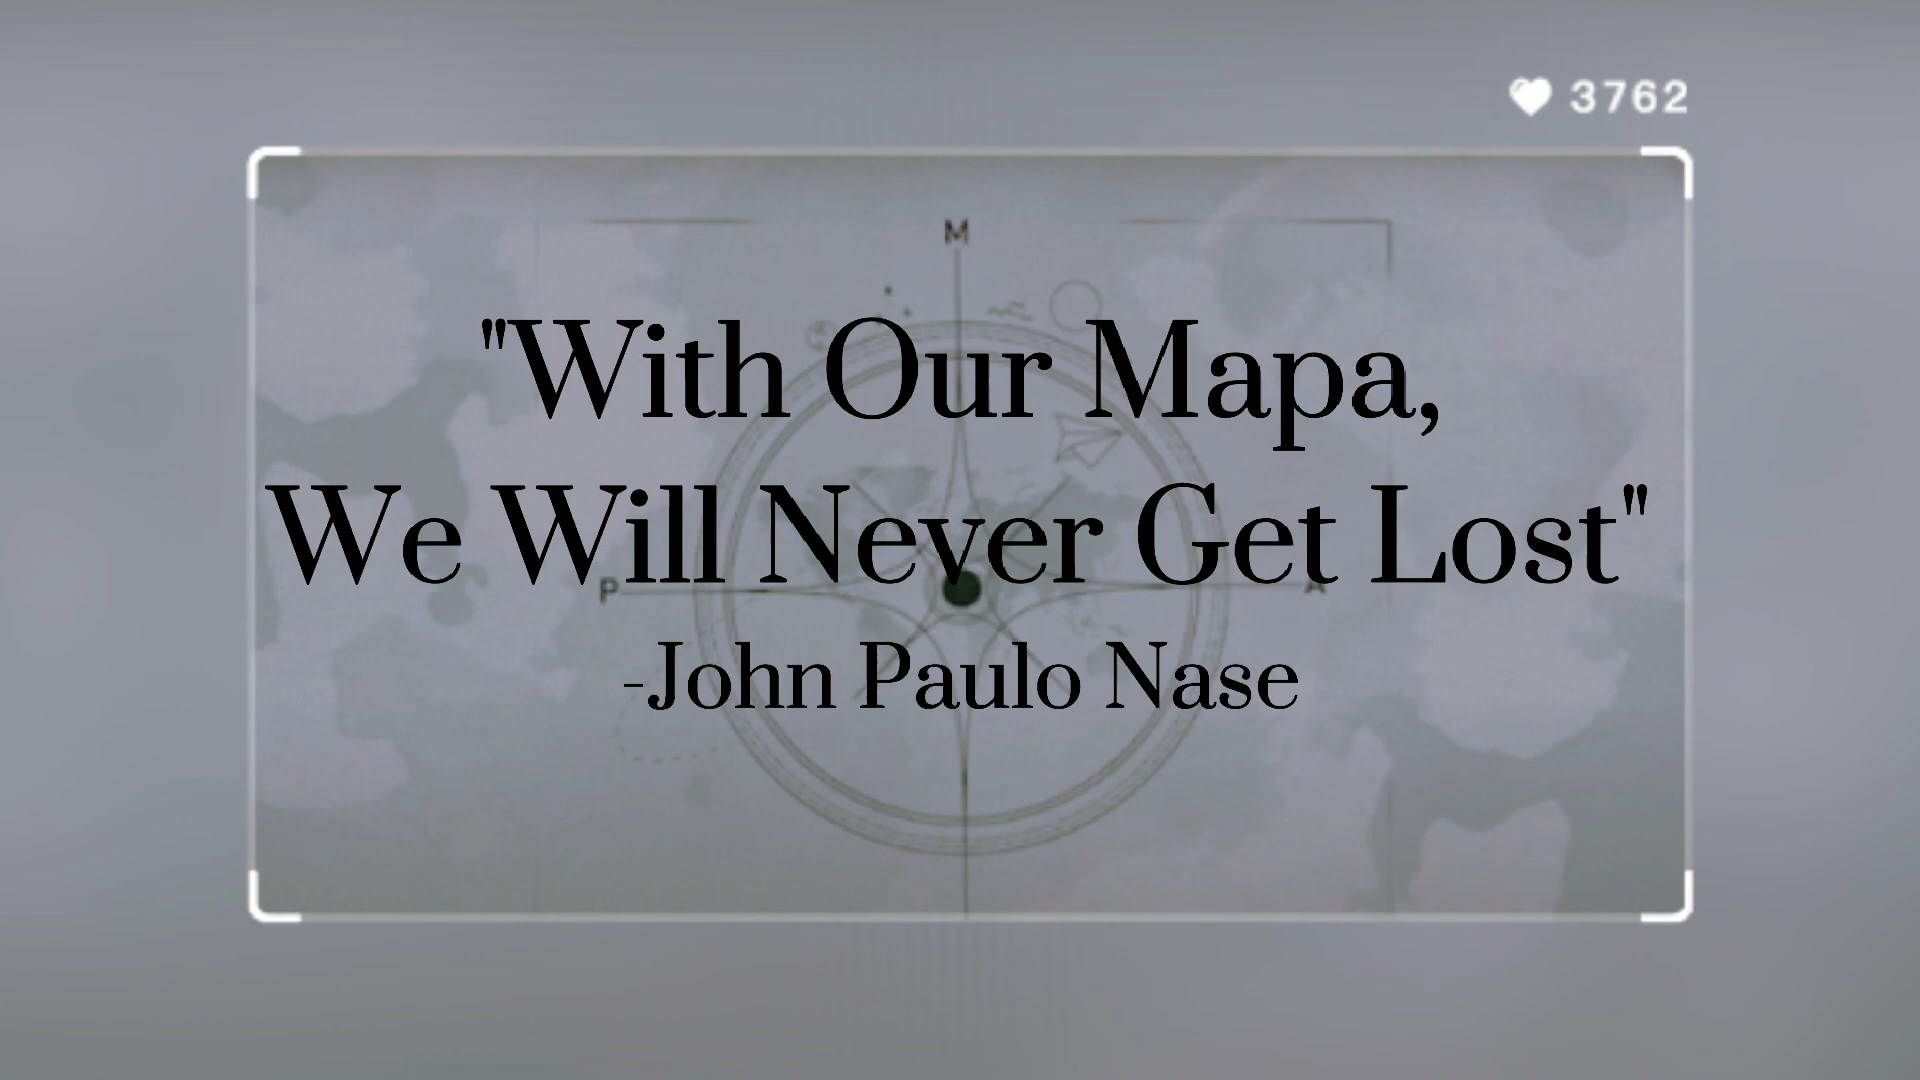 3762
M
"With Our Mapa,
We Will Never Get Lost"
P
A
-John Paulo Nase